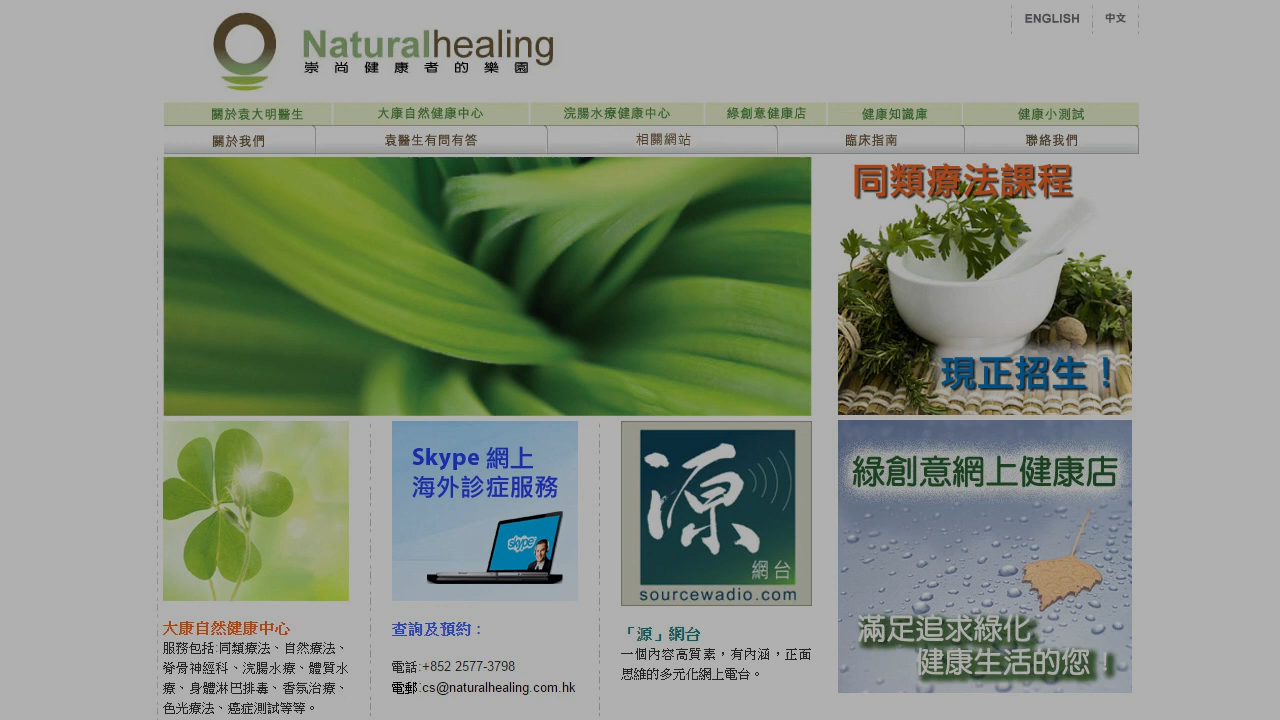 ENGLISH 中文
Naturalhealing
崇尚健康者的樂園
關於袁大明醫生 大康自然健康中心 浣腸水療健康中心 綠創意健康店 健康知識庫 健康小測試
關於我們 袁醫生有問有答 相關網站 臨床指南 聯絡我們
同類療法課程
現正招生！
Skype 網上
海外診症服務
skype
源
網台
sourcewadio.com
綠創意網上健康店
滿足追求綠化
健康生活的您！
大康自然健康中心
服務包括:同類療法、自然療法、
脊骨神經科、浣腸水療、活石水
療、身體淋巴排毒、香氛治療、
色光療法、癌症測試等等。
查詢及預約：
電話:+852 2577-3798
電郵:cs@naturalhealing.com.hk
「源」網台
一個內容高質素，有內涵，正面
思維的多元化網上電台。